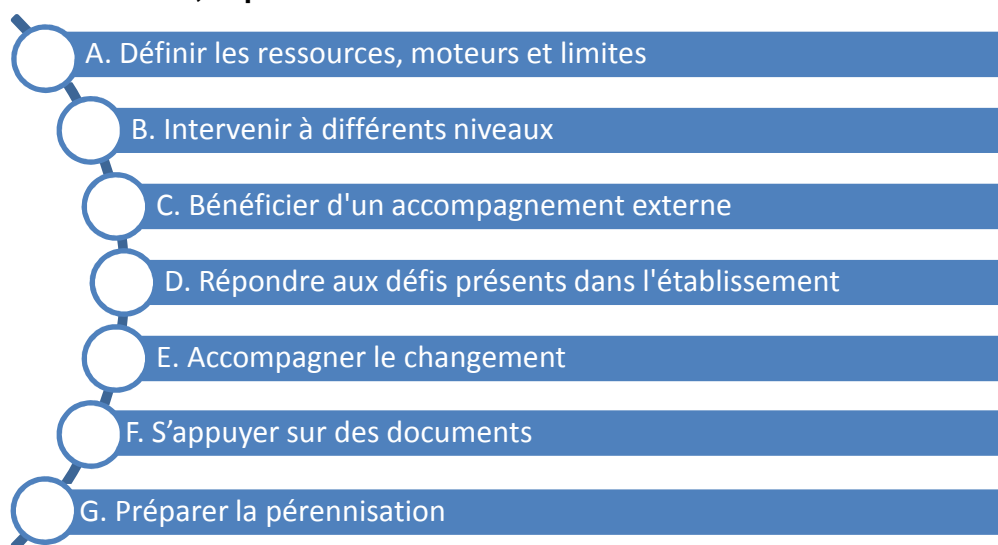 A. Définir les ressources, moteurs et limites
B. Intervenir à différents niveaux
C. Bénéficier d'un accompagnement externe
D. Répondre aux défis présents dans l'établissement
E. Accompagner le changement
F. S’appuyer sur des documents
G. Préparer la pérennisation